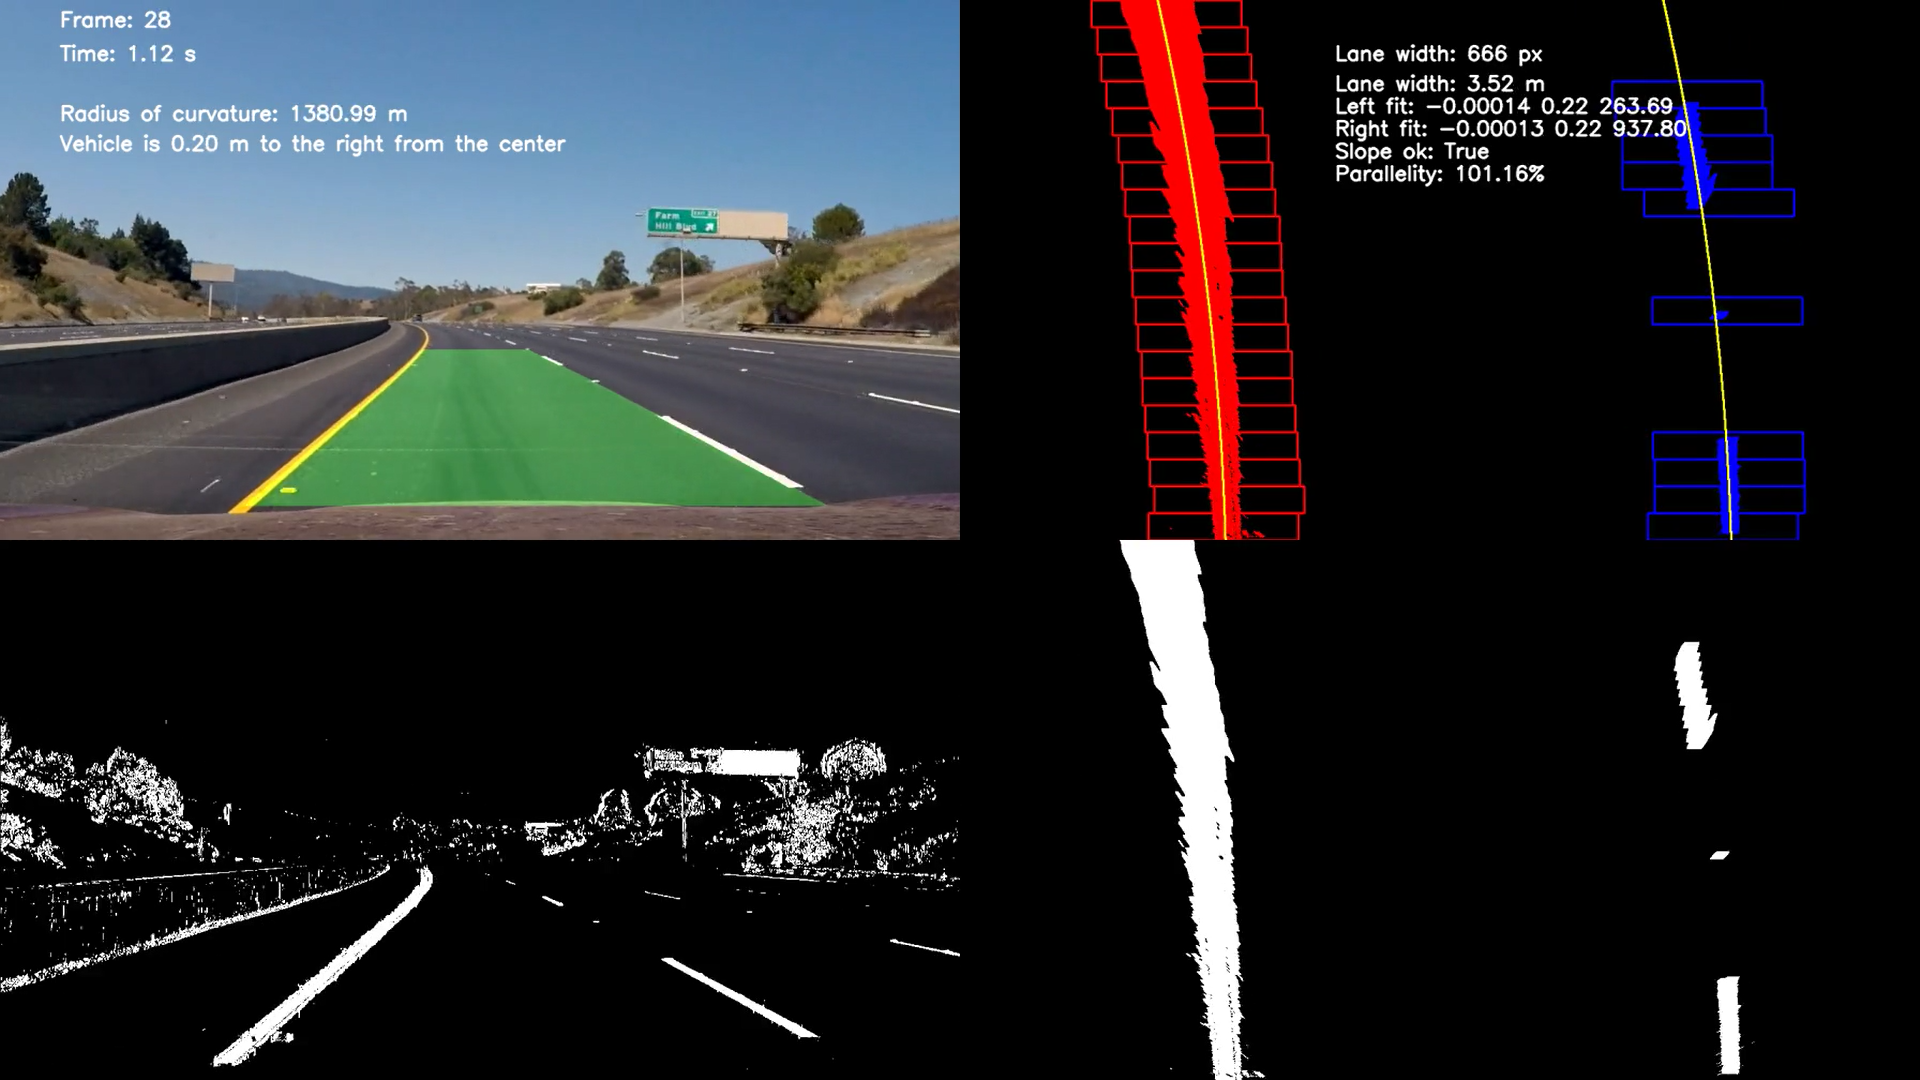 Frame: 28
Time: 1.12 s
Radius of curvature: 1380.99 m
Vehicle is 0.20 m to the right from the center
Farm
EXIT 27
Hill Blvd
Lane width: 666 px
Lane width: 3.52 m
Left fit: -0.00014 0.22 263.69
Right fit: -0.00013 0.22 937.80
Slope ok: True
Parallelity: 101.16%